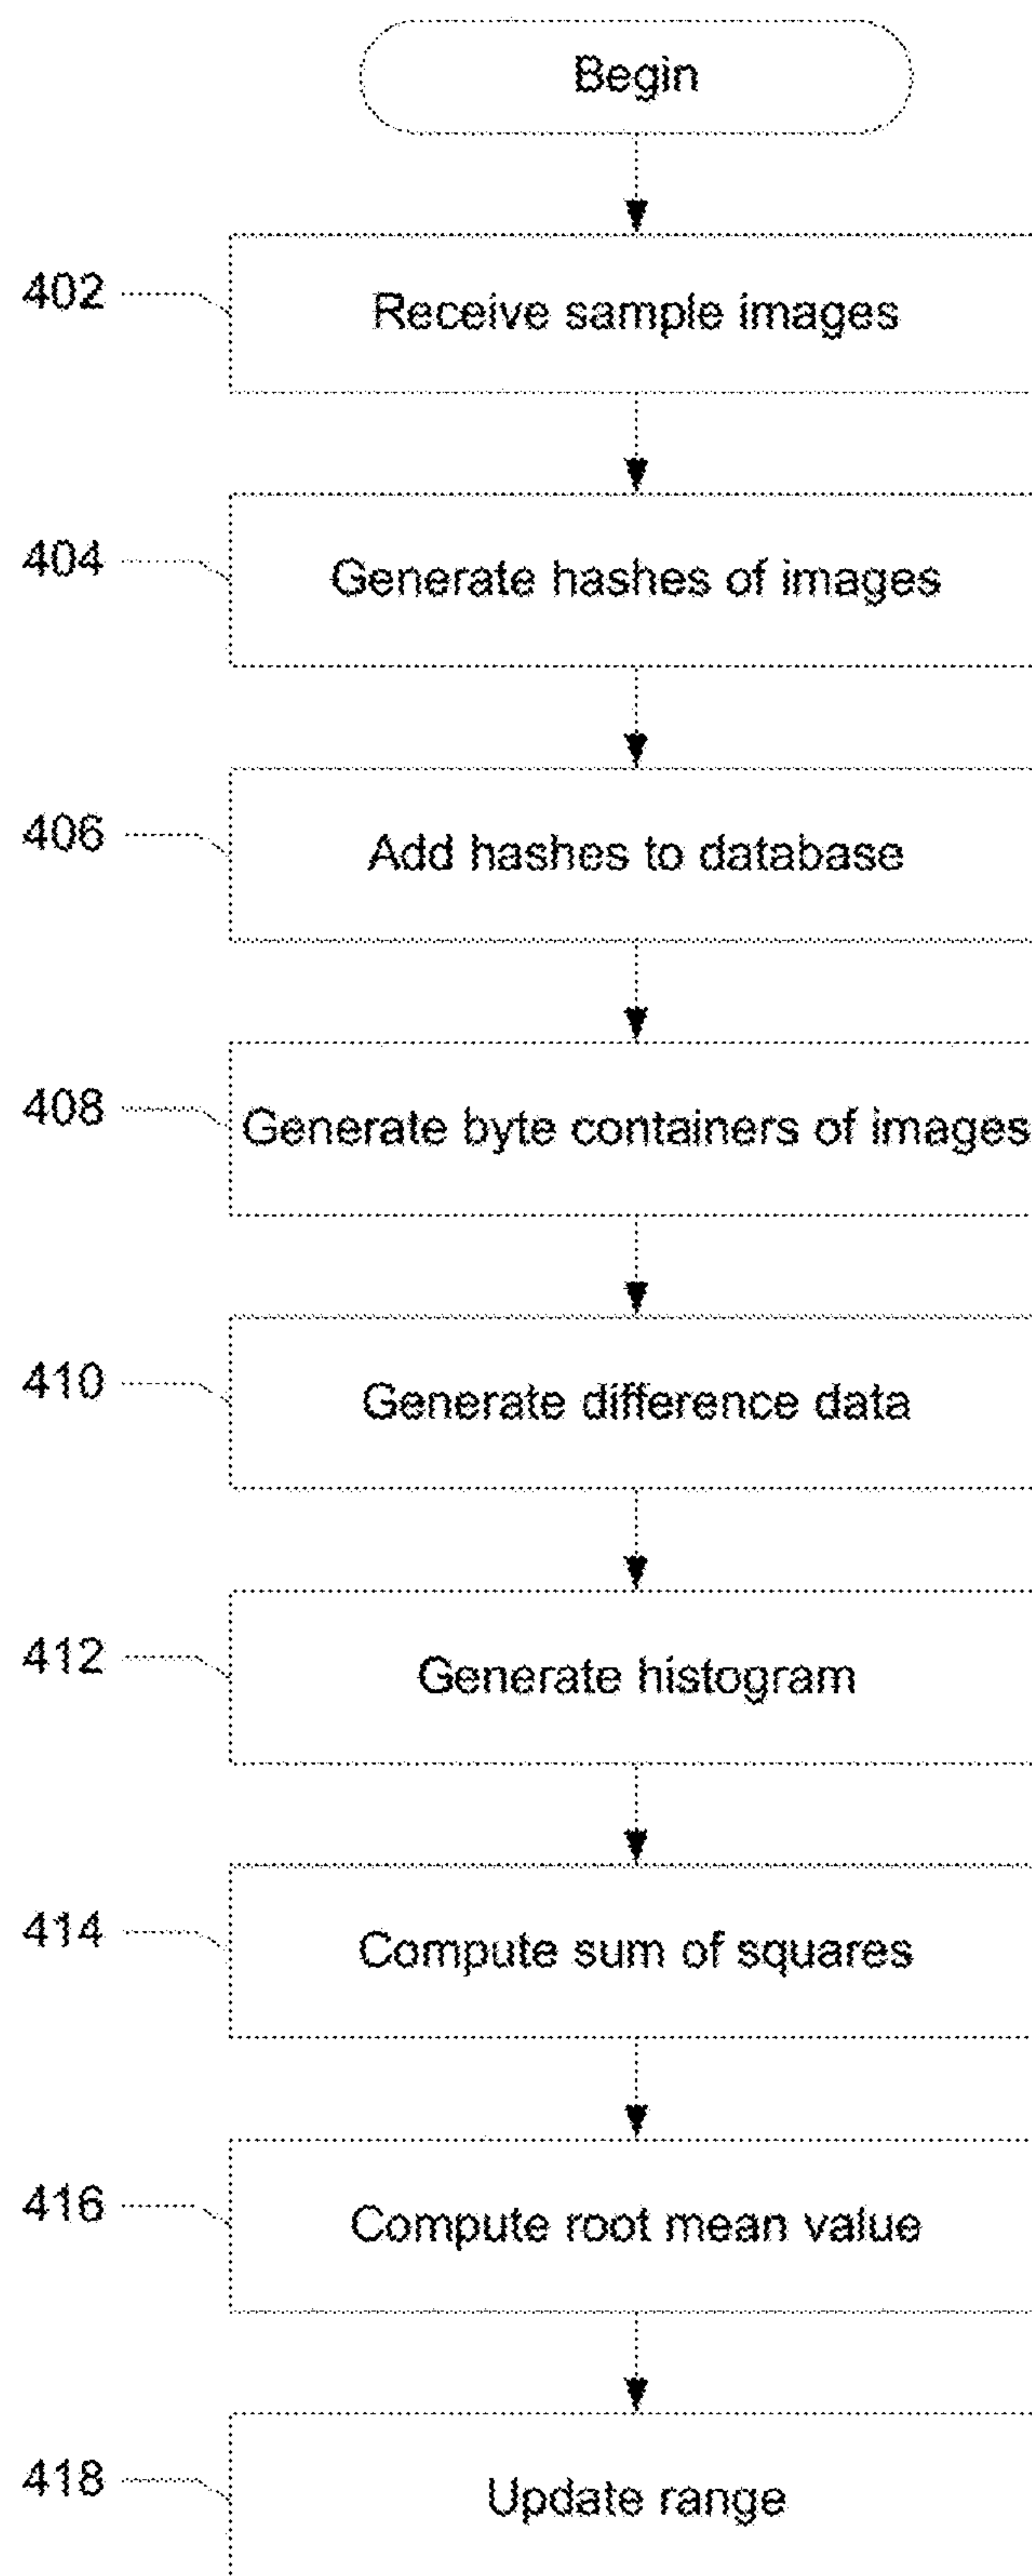 Begin
402
Receive sample images
404
Generate hashes of images
406
Add hashes to database
408
Generate byte containers of images
410
Generate difference data
412
Generate histogram
414
Compute sum of squares
416
Compute root mean value
418
Update range